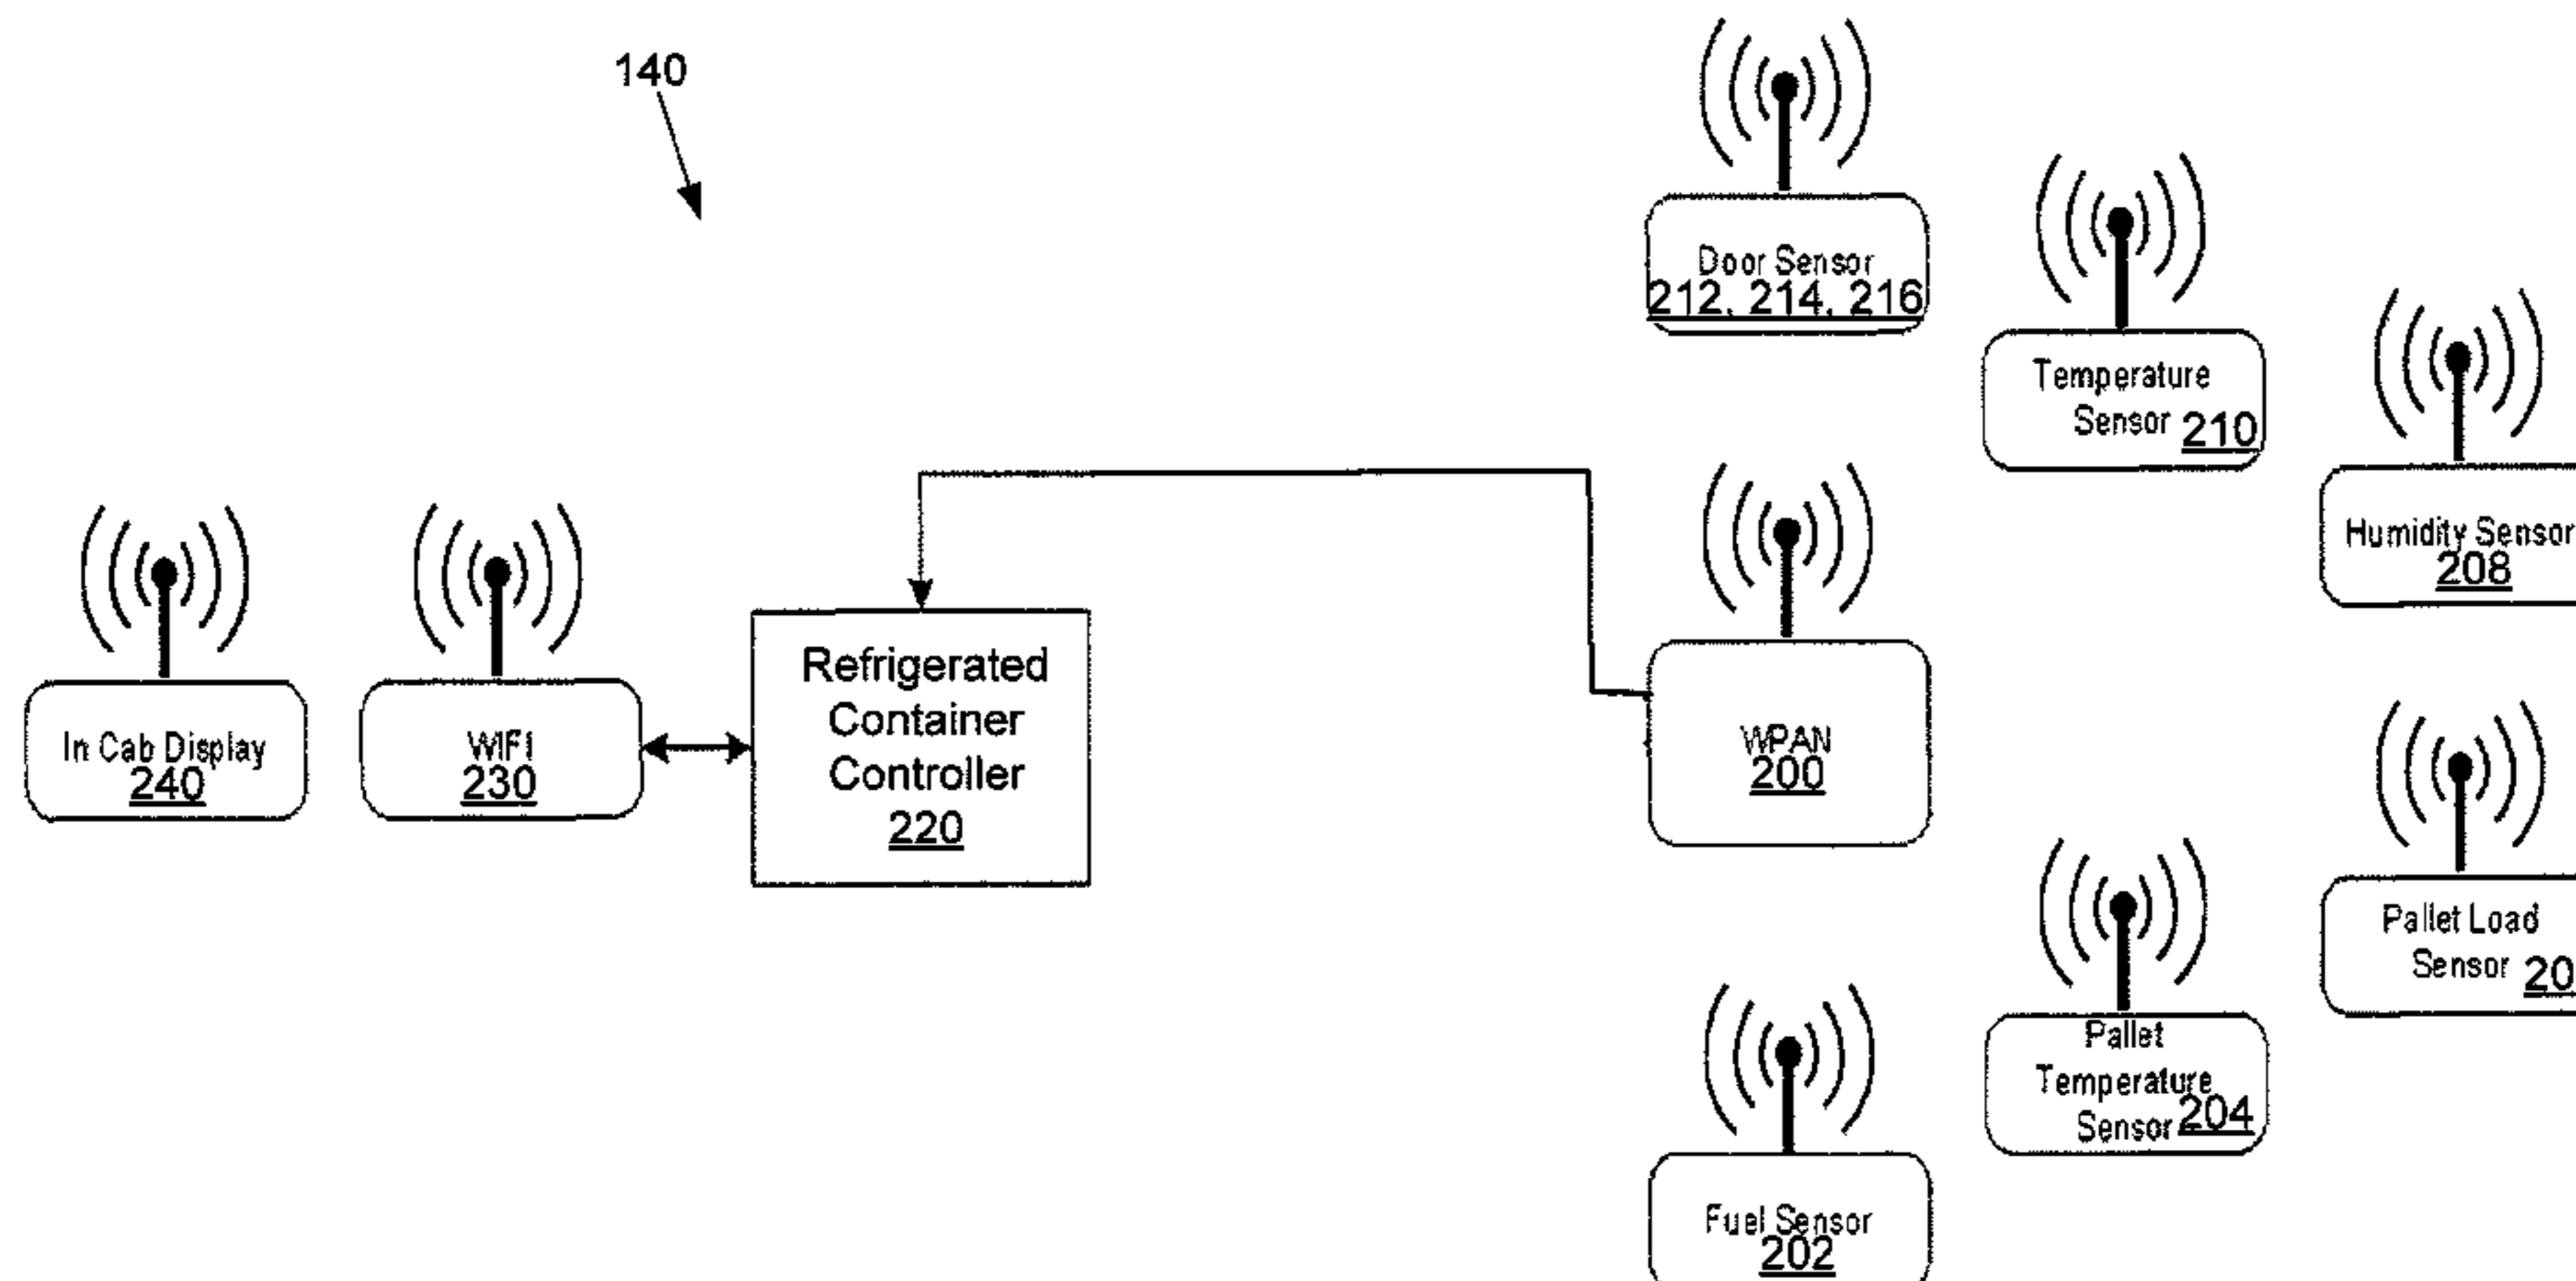 140
Door Sensor
212, 214, 216
Temperature
Sensor 210
Humidity Sensor
208
In Cab Display
240
WIFI
230
Refrigerated
Container
Controller
220
WPAN
200
Pallet Load
Sensor 20
Pallet
Temperature
Sensor 204
Fuel Sensor
202